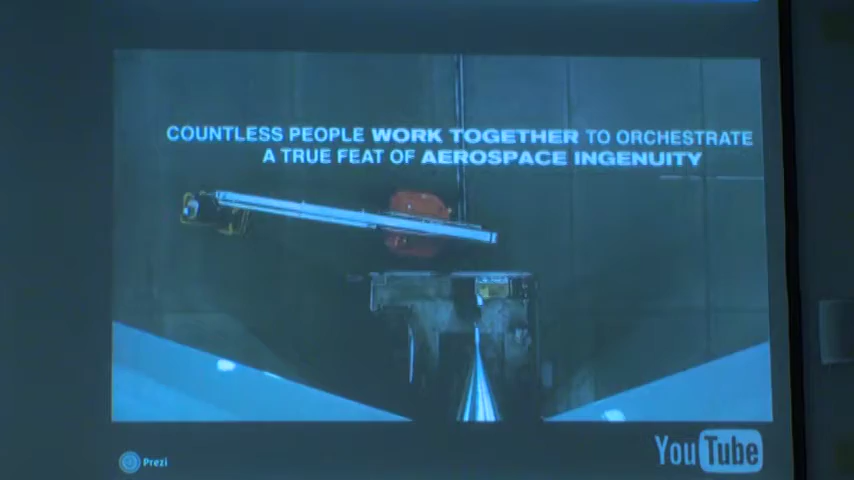 COUNTLESS PEOPLE WORK TOGETHER TO ORCHESTRATE
A TRUE FEAT OF AEROSPACE INGENUITY
Prezi
YouTube